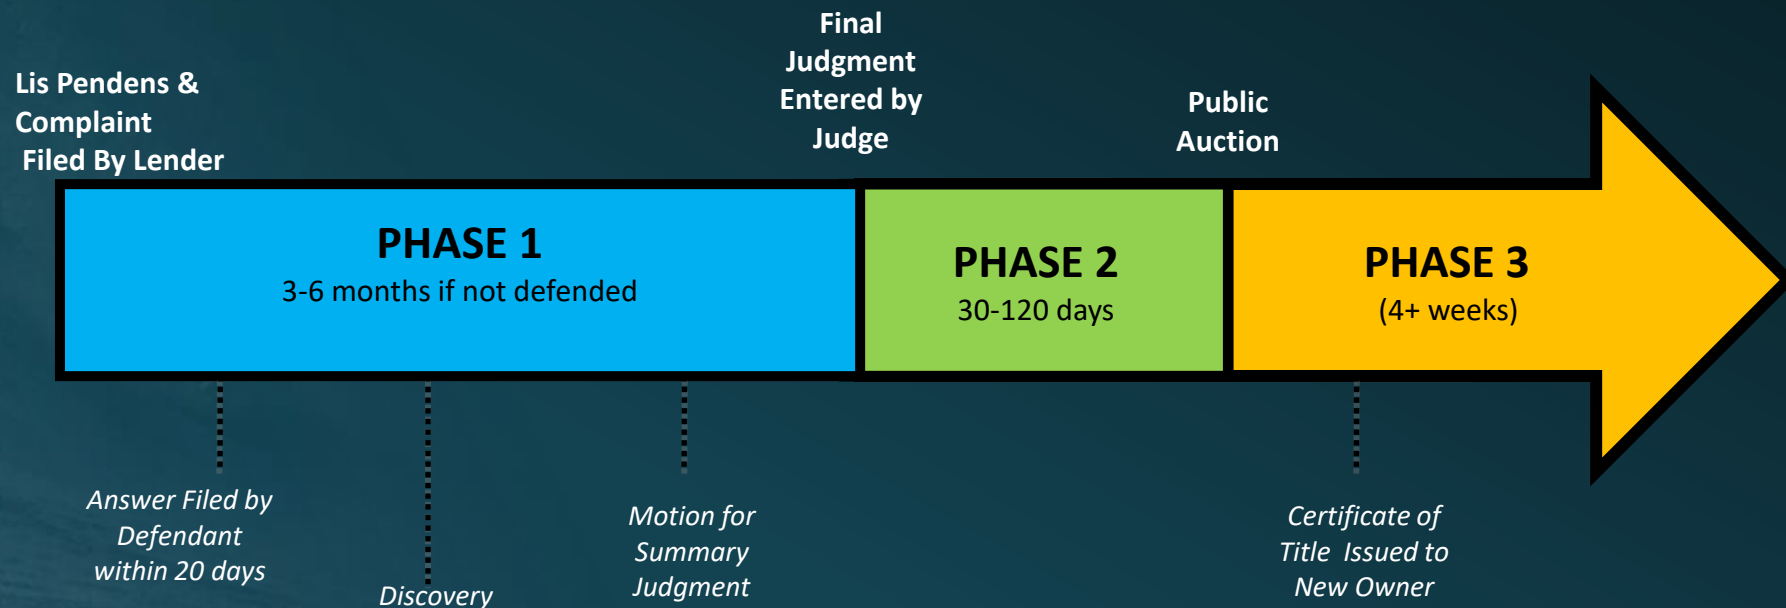 Lis Pendens &
Complaint
Filed By Lender
Final
Judgment
Entered by
Judge
Public
Auction
PHASE 1
3-6 months if not defended
PHASE 2
30-120 days
PHASE 3
(4+ weeks)
Answer Filed by
Defendant
within 20 days
Discovery
Motion for
Summary
Judgment
Certificate of
Title Issued to
New Owner